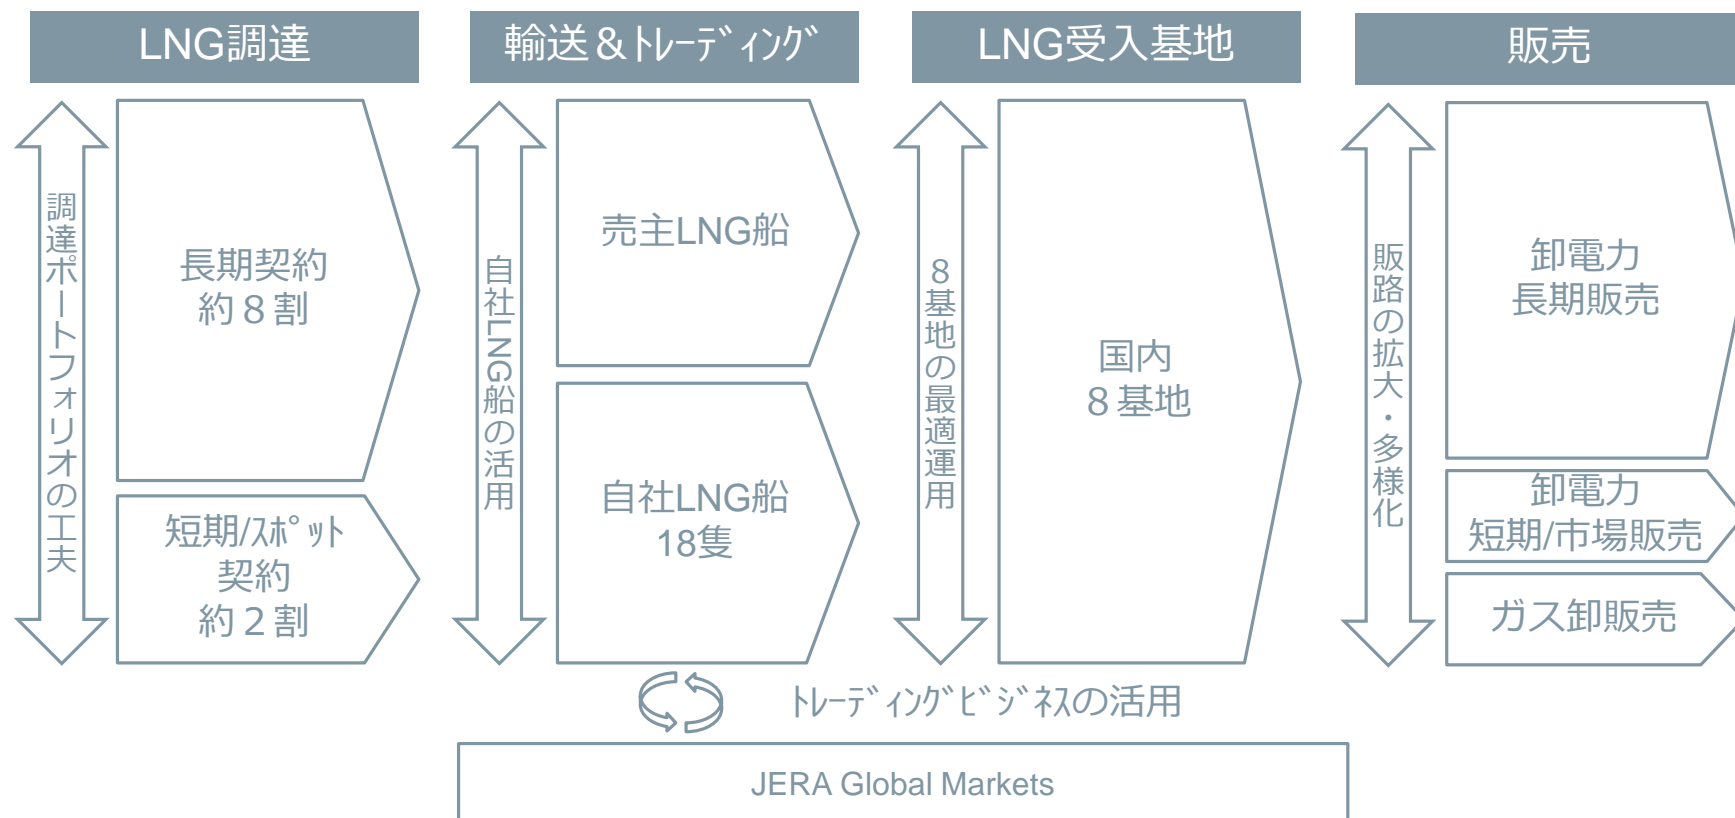 LNG調達
輸送＆ﾄﾚｰﾃﾞｨﾝｸﾞ
LNG受入基地
販売
調達ポートフォリオの工夫
長期契約
約８割
短期/ｽﾎﾟｯﾄ
契約
約２割
自社LNG船の活用
売主LNG船
自社LNG船
18隻
８基地の最適運用
国内
８基地
販路の拡大・多様化
卸電力
長期販売
卸電力
短期/市場販売
ガス卸販売
ﾄﾚｰﾃﾞｨﾝｸﾞﾋﾞｼﾞﾈｽの活用
JERA Global Markets